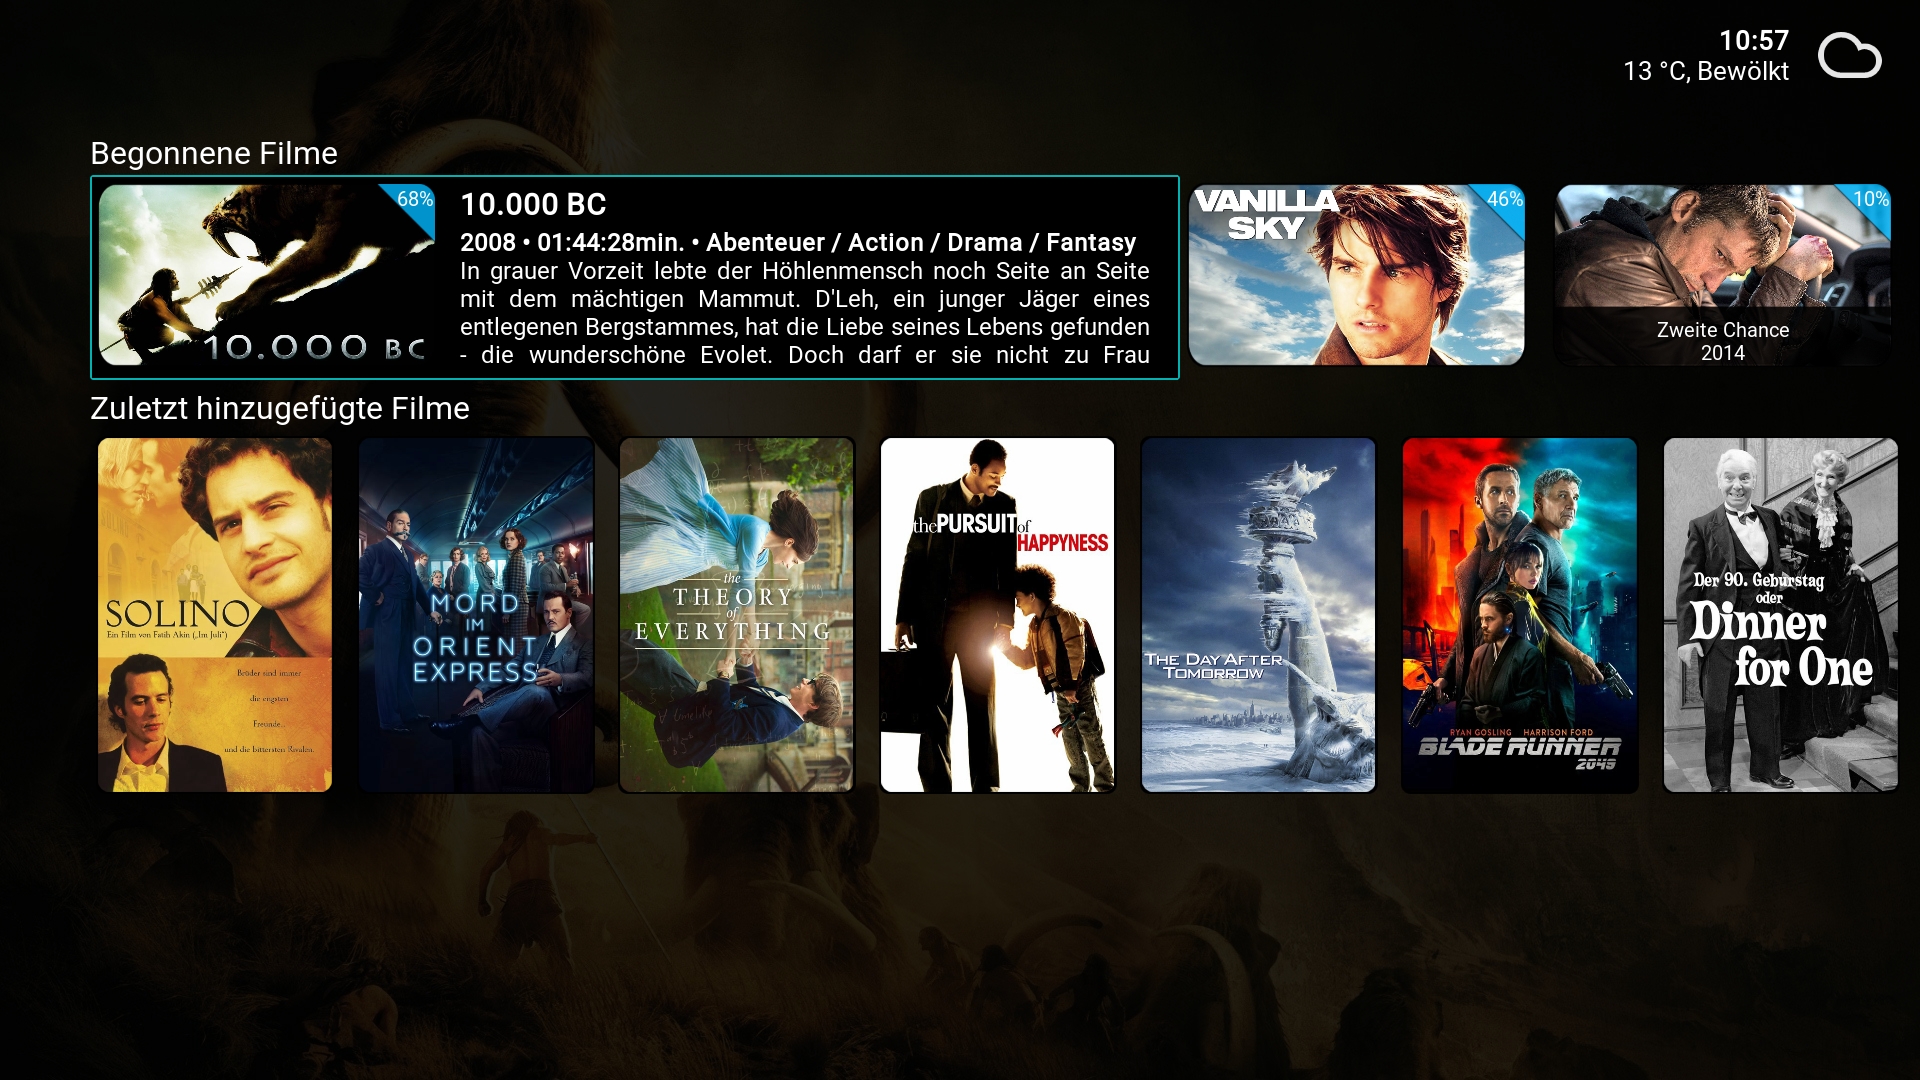 10:57
13 °C, Bewölkt
Begonnene Filme
68%
10.000 BC
10.000 BC
2008 • 01:44:28min. • Abenteuer / Action / Drama / Fantasy
In grauer Vorzeit lebte der Höhlenmensch noch Seite an Seite
mit dem mächtigen Mammut. D'Leh, ein junger Jäger eines
entlegenen Bergstammes, hat die Liebe seines Lebens gefunden
- die wunderschöne Evolet. Doch darf er sie nicht zu Frau
VANILLA
SKY
46%
10%
Zweite Chance
2014
Zuletzt hinzugefügte Filme
SOLINO
Ein Film von Fatih Akin („Im Juli“)
Brüder sind immer
die engsten
Freunde...
und die bittersten Rivalen.
MORD
IM
ORIENT
EXPRESS
the
THEORY
of
EVERYTHING
the PURSUIT of
HAPPYNESS
THE DAY AFTER
TOMORROW
RYAN GOSLING HARRISON FORD
BLADE RUNNER
2049
Der 90. Geburstag
oder
Dinner
for One